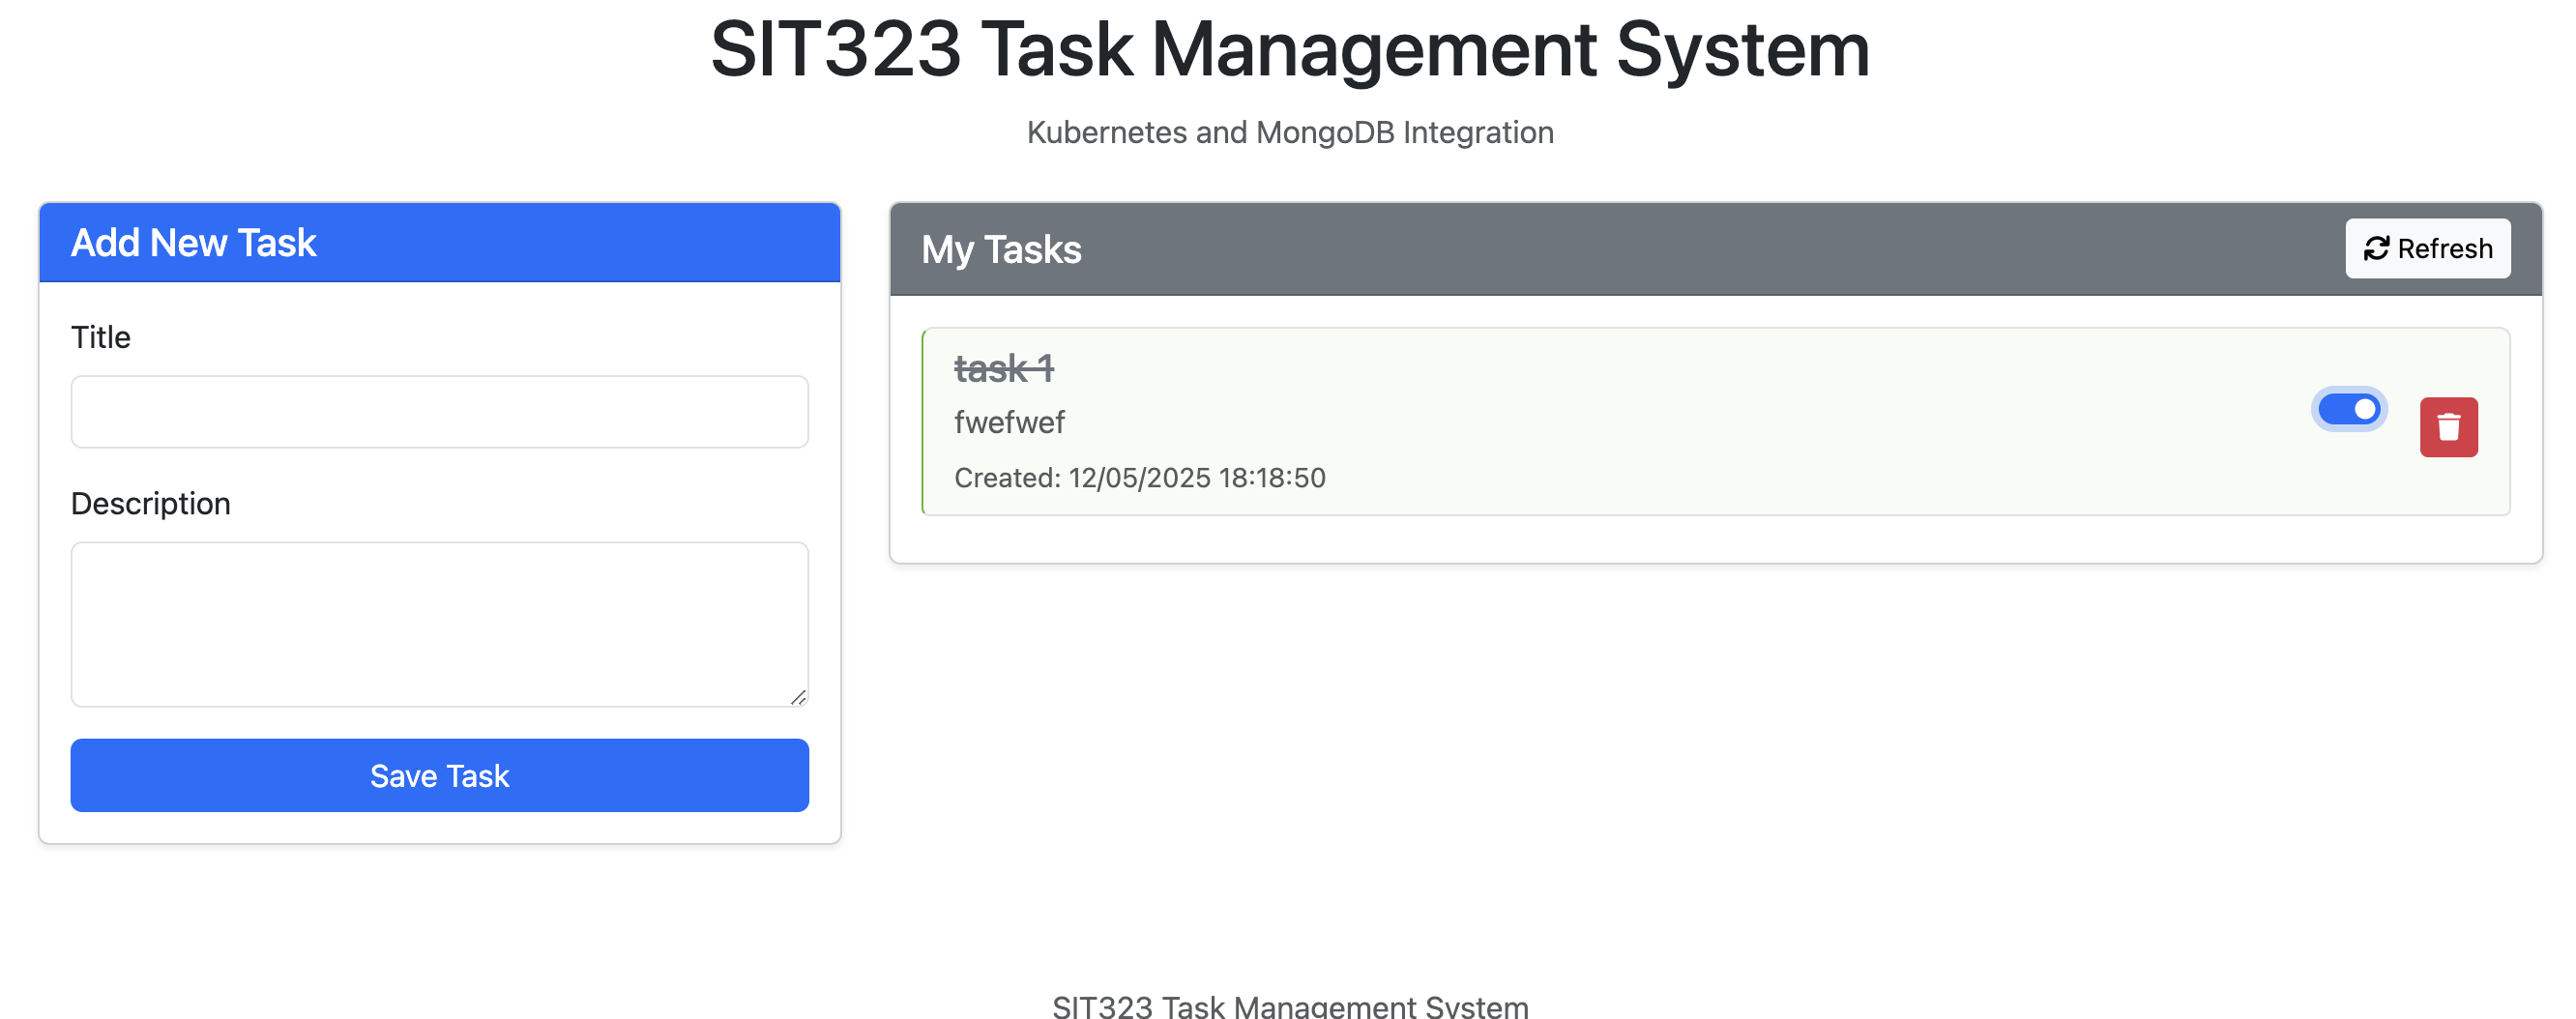 SIT323 Task Management System
Kubernetes and MongoDB Integration
Add New Task
Title
Description
Save Task
My Tasks
Refresh
task 1
fwefwef
Created: 12/05/2025 18:18:50
SIT323 Task Management System